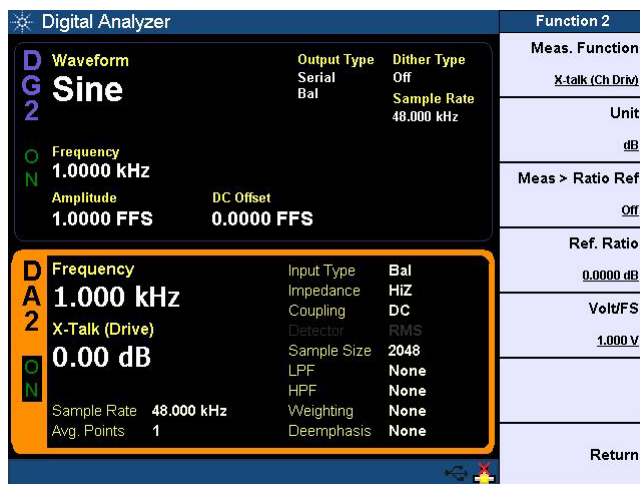 Digital Analyzer
DG2
ON
Waveform
Sine
Output Type
Serial
Bal
Dither Type
Off
Sample Rate
48.000 kHz
Frequency
1.0000 kHz
Amplitude
1.0000 FFS
DC Offset
0.0000 FFS
DA2
ON
Frequency
1.000 kHz
X-Talk (Drive)
0.00 dB
Sample Rate 48.000 kHz
Avg. Points 1
Input Type Bal
Impedance HiZ
Coupling DC
Detector RMS
Sample Size 2048
LPF None
HPF None
Weighting None
Deemphasis None
Function 2
Meas. Function
X-talk (Ch Driv)
Unit
dB
Meas > Ratio Ref
Off
Ref. Ratio
0.0000 dB
Volt/FS
1.000 V
Return